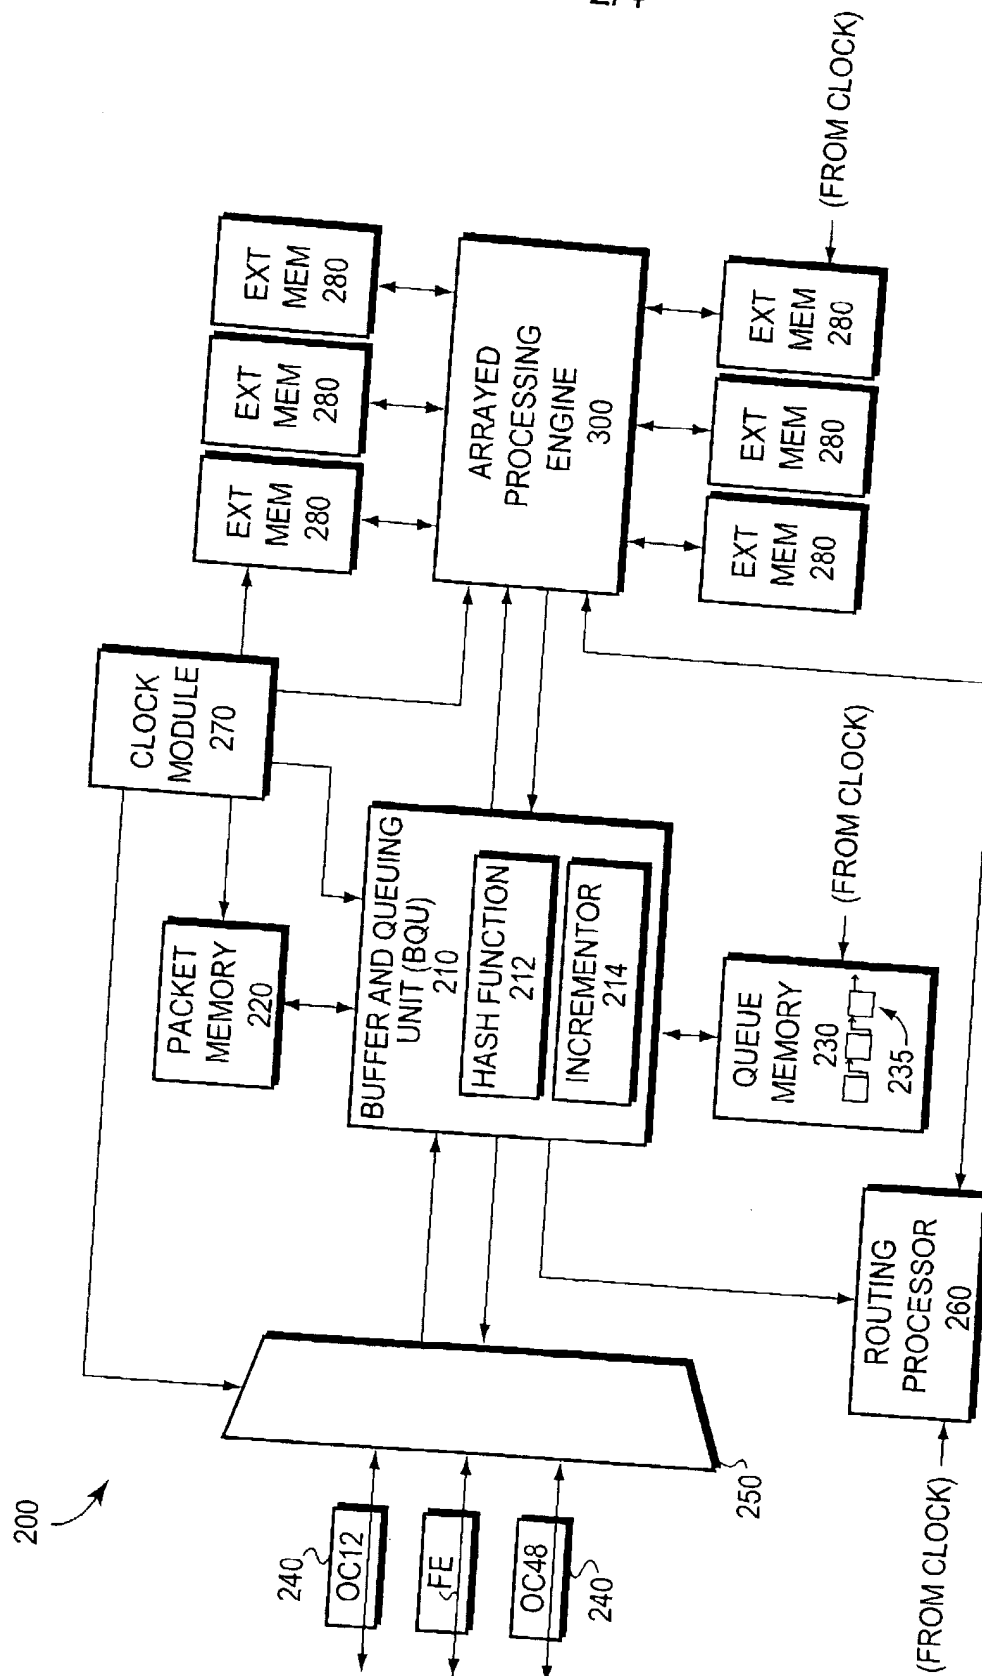 2/4
200
240
OC12
FE
OC48
240
250
CLOCK
MODULE
270
PACKET
MEMORY
220
BUFFER AND QUEUING
UNIT (BQU)
210
HASH FUNCTION
212
INCREMENTOR
214
QUEUE
MEMORY
230
235
(FROM CLOCK)
ROUTING
PROCESSOR
260
(FROM CLOCK)
EXT
MEM
280
EXT
MEM
280
EXT
MEM
280
ARRAYED
PROCESSING
ENGINE
300
EXT
MEM
280
EXT
MEM
280
EXT
MEM
280
(FROM CLOCK)